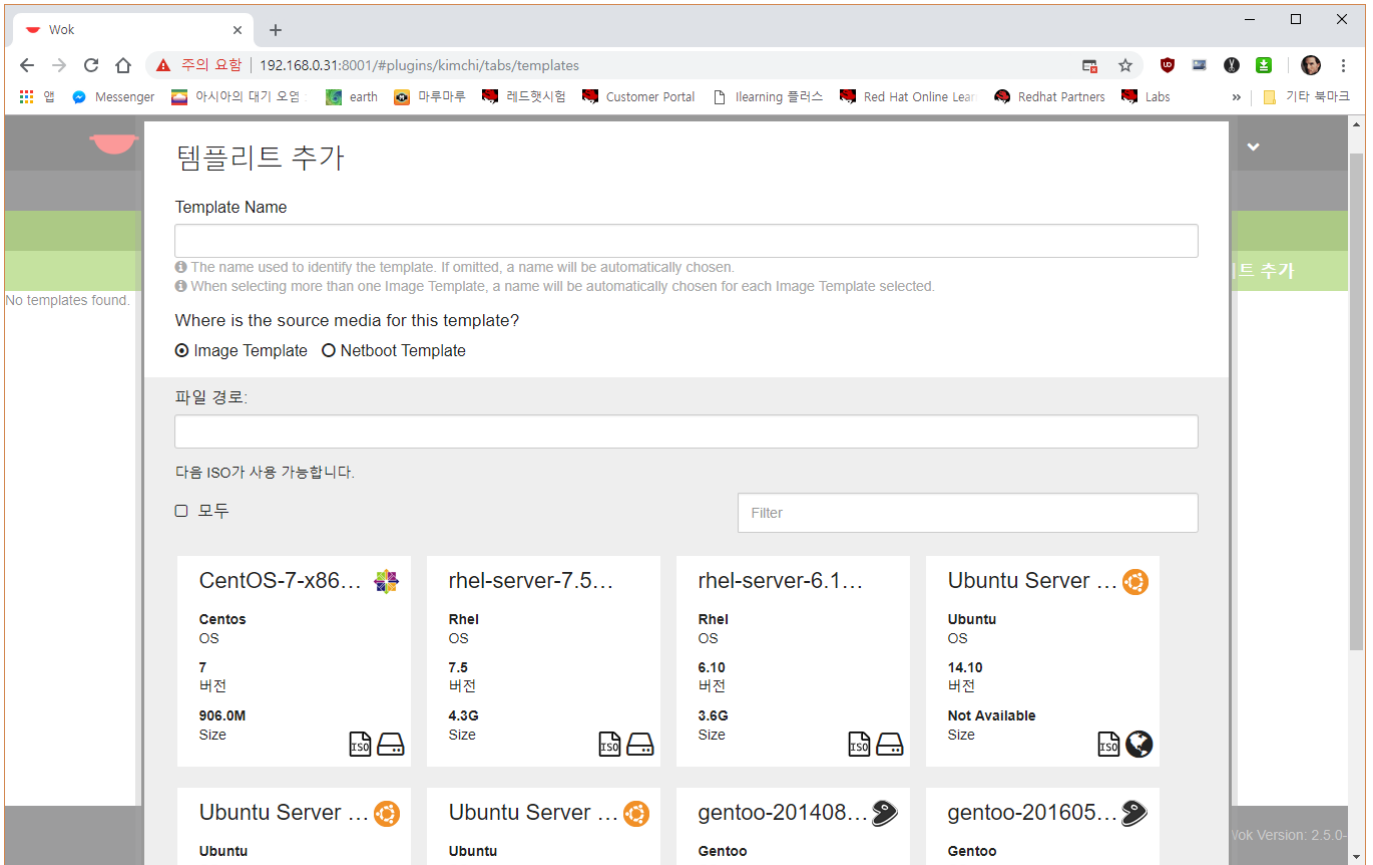 Wok
주의 요함 | 192.168.0.31:8001/#plugins/kimchi/tabs/templates
앱 Messenger 아시아의 대기 오염 earth 마루마루 레드햇시험 Customer Portal Ilearning 플러스 Red Hat Online Lear Redhat Partners Labs » 기타 북마크
템플리트 추가
Template Name
The name used to identify the template. If omitted, a name will be automatically chosen.
트 추가
When selecting more than one Image Template, a name will be automatically chosen for each Image Template selected.
No templates found.
Where is the source media for this template?
Image Template Netboot Template
파일 경로:
다음 ISO가 사용 가능합니다.
모두
Filter
CentOS-7-x86... rhel-server-7.5... rhel-server-6.1... Ubuntu Server ...
Centos Rhel Rhel Ubuntu
OS OS OS OS
7 7.5 6.10 14.10
버전 버전 버전 버전
906.0M 4.3G 3.6G Not Available
Size Size Size Size
ISO ISO ISO ISO
Ubuntu Server ... Ubuntu Server ... gentoo-201408... gentoo-201605...
Wok Version: 2.5.0-
Ubuntu Ubuntu Gentoo Gentoo